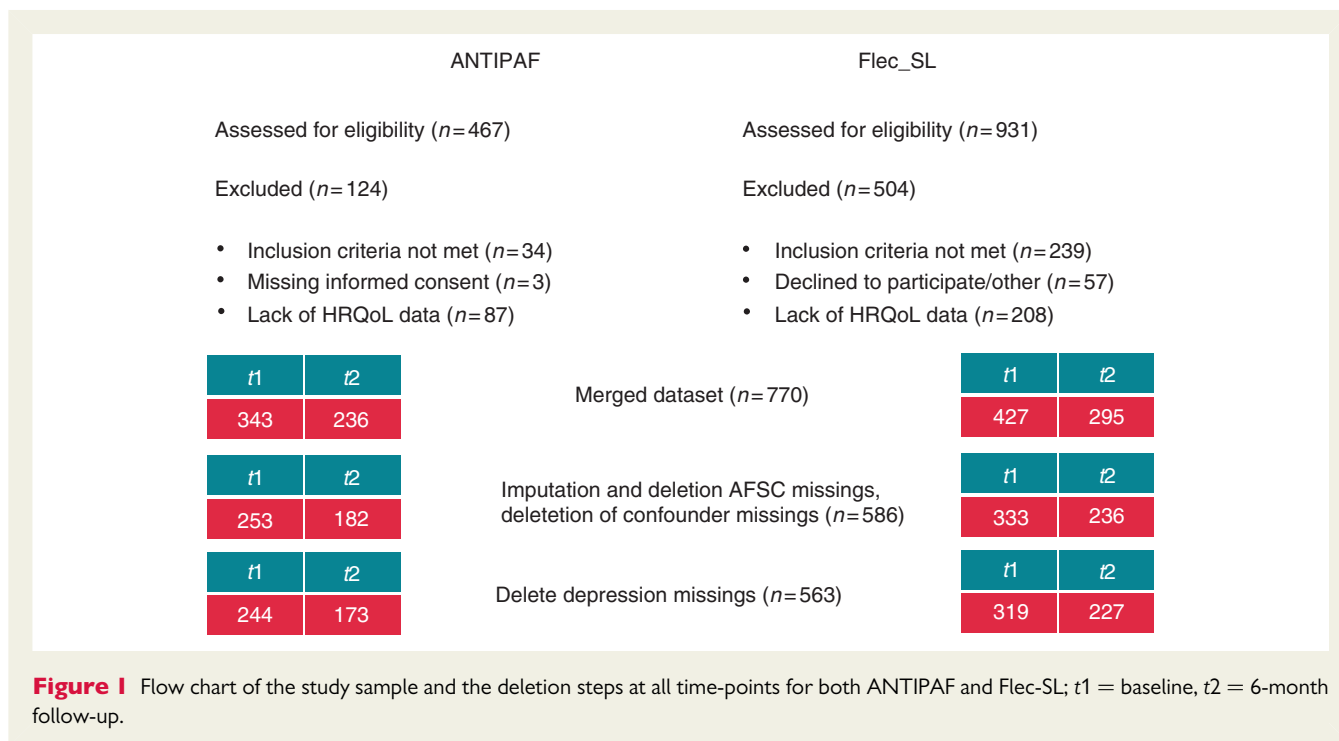 ANTIPAF
Flec_SL
Assessed for eligibility (n=467)
Assessed for eligibility (n=931)
Excluded (n=124)
Excluded (n=504)
• Inclusion criteria not met (n=34)
• Missing informed consent (n=3)
• Lack of HRQoL data (n=87)
• Inclusion criteria not met (n=239)
• Declined to participate/other (n=57)
• Lack of HRQoL data (n=208)
t1 t2
343 236
Merged dataset (n=770)
t1 t2
427 295
t1 t2
253 182
Imputation and deletion AFSC missings,
deletetion of confounder missings (n=586)
t1 t2
333 236
t1 t2
244 173
Delete depression missings (n=563)
t1 t2
319 227
Figure 1 Flow chart of the study sample and the deletion steps at all time-points for both ANTIPAF and Flec-SL; t1 = baseline, t2 = 6-month
follow-up.